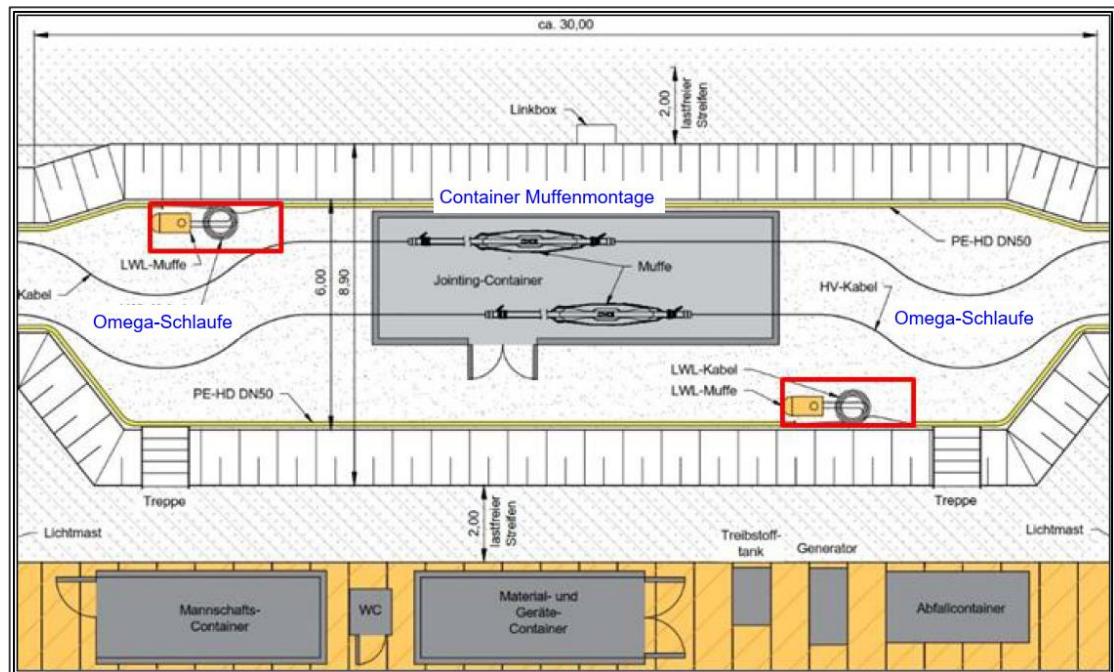 ca. 30,00
2,00
lastfreier
Streifen
Linkbox
Container Muffenmontage
LWL-Muffe
PE-HD DN50
Kabel
6,00
8,90
Jointing-Container
Muffe
HV-Kabel
Omega-Schlaufe
Omega-Schlaufe
LWL-Kabel
LWL-Muffe
PE-HD DN50
Treppe
Treppe
2,00
lastfreier
Streifen
Lichtmast
Lichtmast
Treibstoff-
tank
Generator
Mannschafts-
Container
WC
Material- und
Geräte-
Container
Abfallcontainer